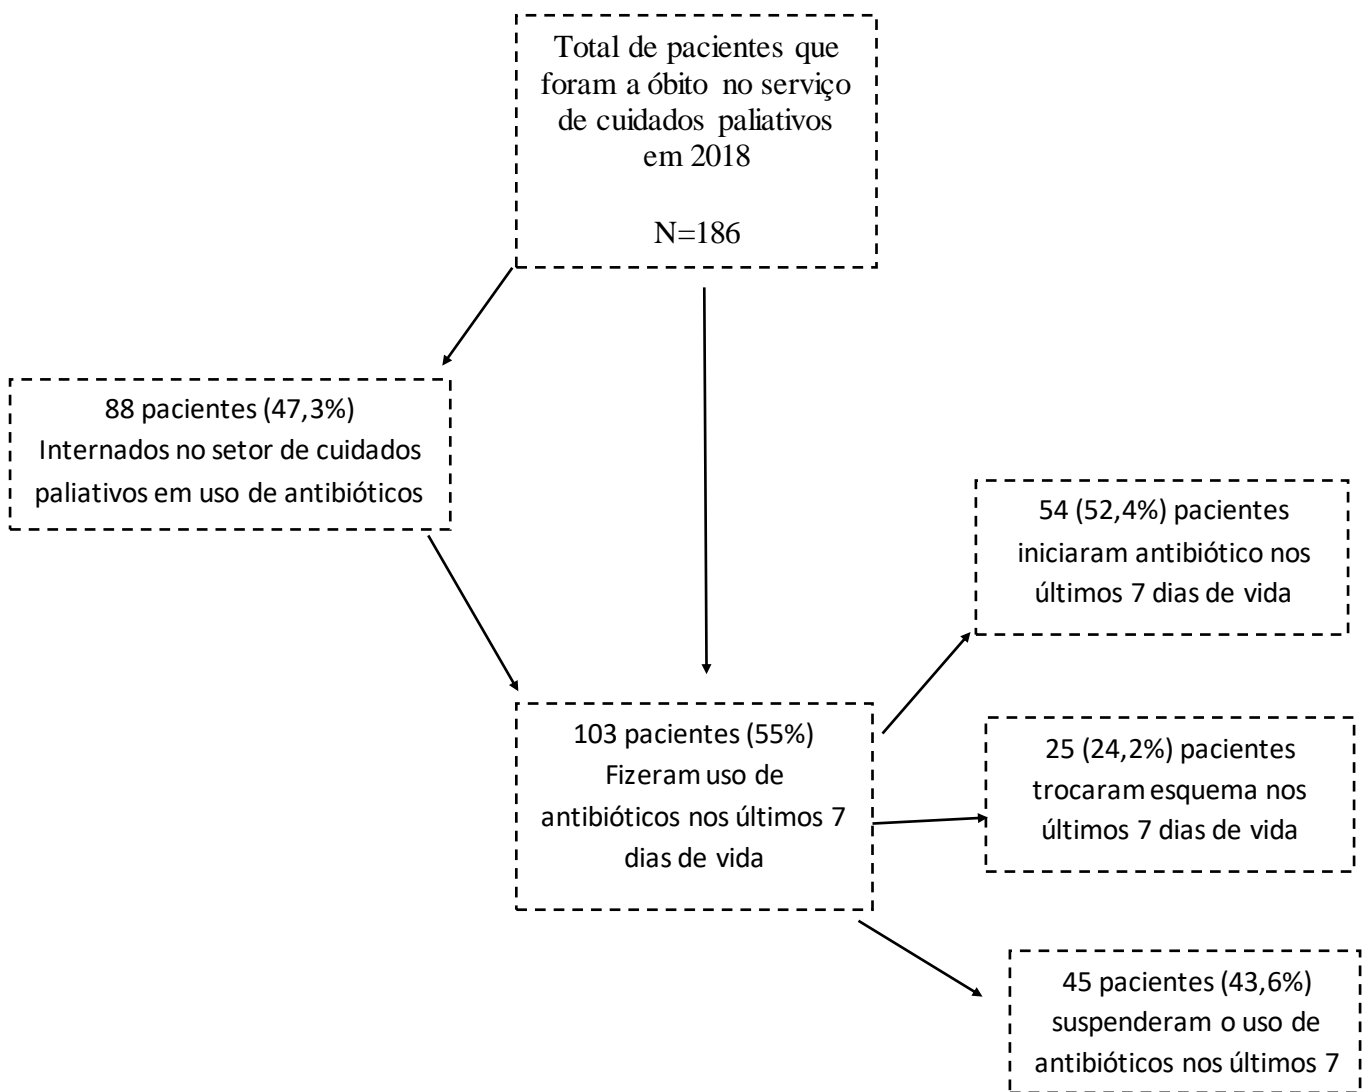 Total de pacientes que
foram a óbito no serviço
de cuidados paliativos
em 2018
N=186
88 pacientes (47,3%)
Internados no setor de cuidados
paliativos em uso de antibióticos
54 (52,4%) pacientes
iniciaram antibiótico nos
últimos 7 dias de vida
103 pacientes (55%)
Fizeram uso de
antibióticos nos últimos 7
dias de vida
25 (24,2%) pacientes
trocaram esquema nos
últimos 7 dias de vida
45 pacientes (43,6%)
suspenderam o uso de
antibióticos nos últimos 7